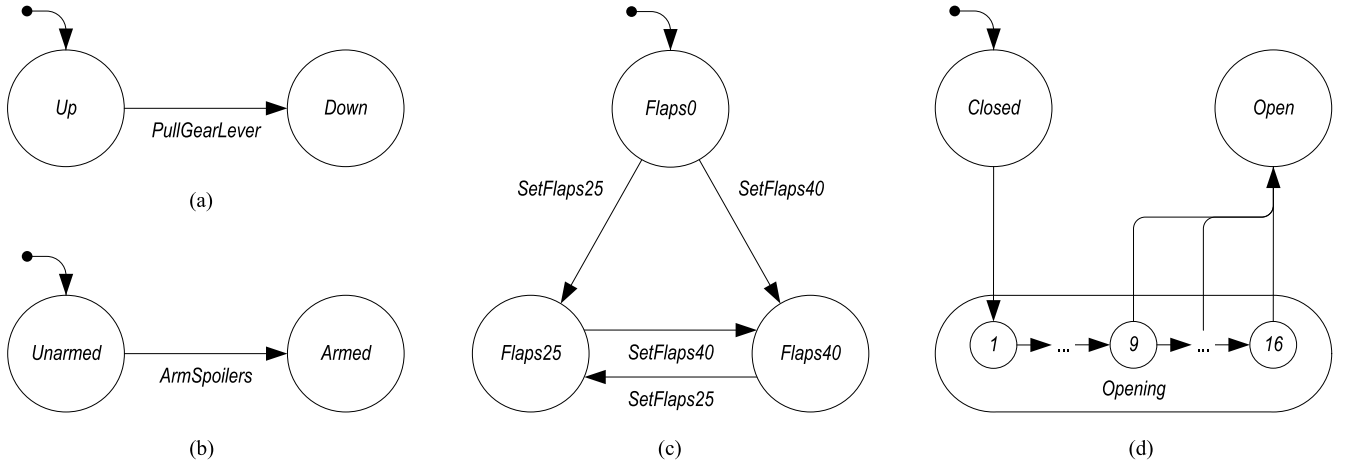 Up
Down
PullGearLever
(a)
Unarmed
Armed
ArmSpoilers
(b)
Flaps0
SetFlaps25
SetFlaps40
Flaps25
Flaps40
SetFlaps40
SetFlaps25
(c)
Closed
Open
1
...
9
...
16
Opening
(d)